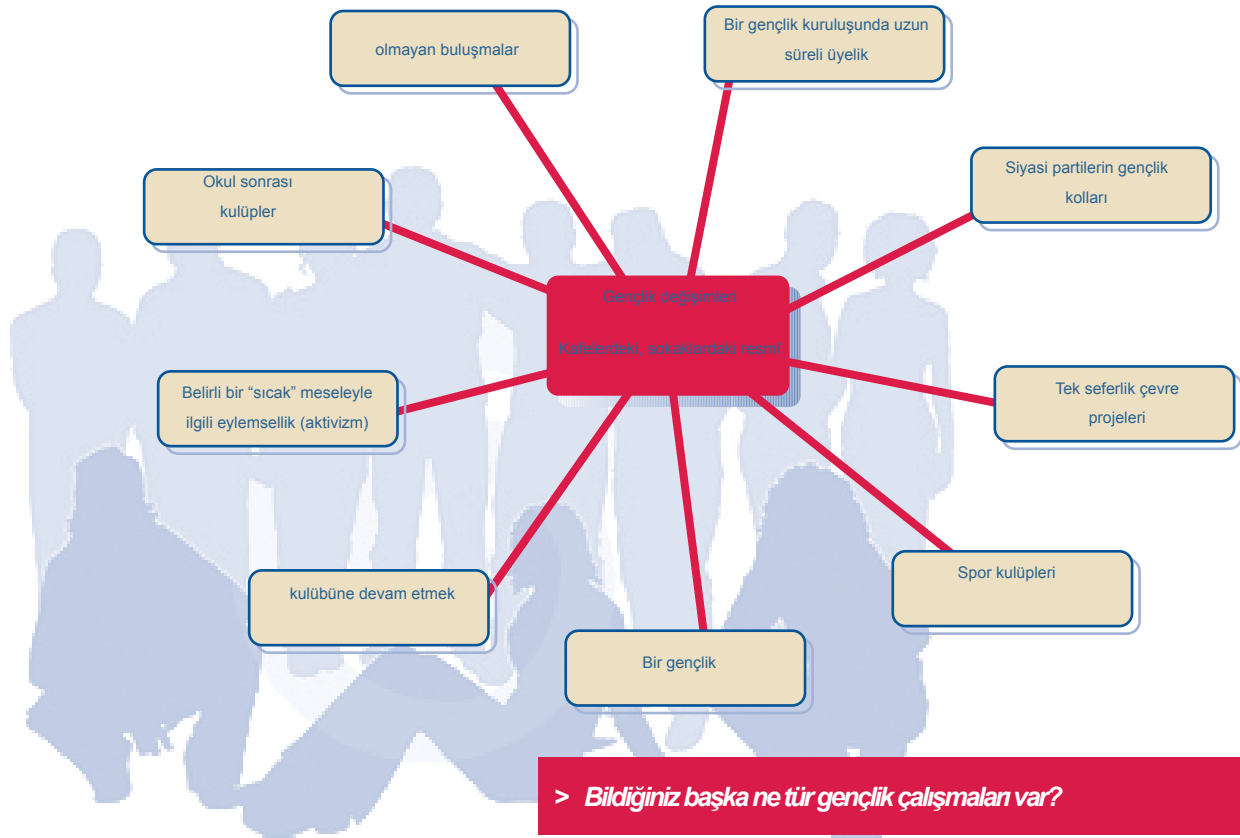 olmayan buluşmalar
Bir gençlik kuruluşunda uzun
süreli üyelik
Okul sonrası
kulüpler
Siyasi partilerin gençlik
kolları
Gençlik değişimleri
Kafelerdeki, sokaklardaki resmî
Belirli bir “sıcak” meseleyle
ilgili eylemsellik (aktivizm)
Tek seferlik çevre
projeleri
kulübüne devam etmek
Spor kulüpleri
Bir gençlik
> Bildiğiniz başka ne tür gençlik çalışmaları var?